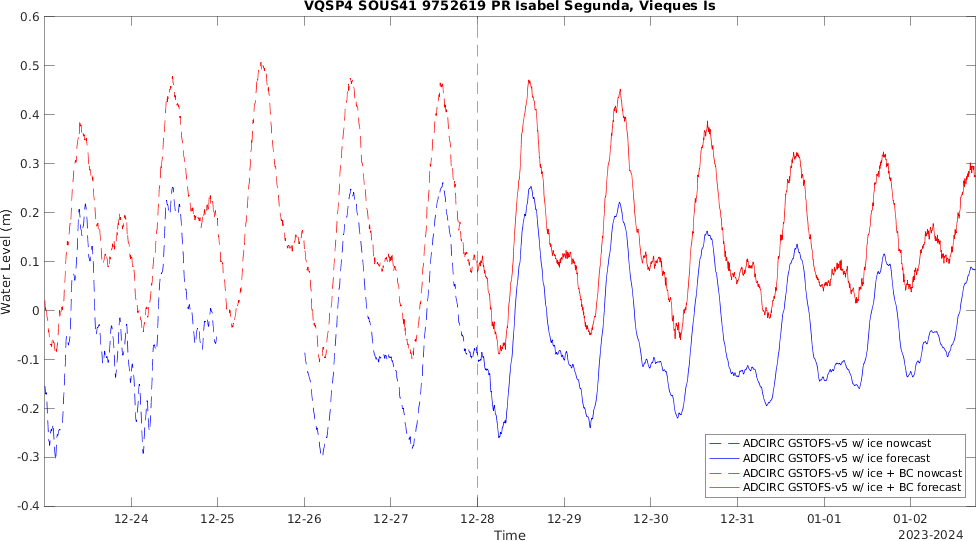 VQSP4 SOUS41 9752619 PR Isabel Segunda, Vieques Is
0.6
0.5
0.4
0.3
0.2
0.1
0
-0.1
-0.2
-0.3
-0.4
Water Level (m)
ADCIRC GSTOFS-v5 w/ ice nowcast
ADCIRC GSTOFS-v5 w/ ice forecast
ADCIRC GSTOFS-v5 w/ ice + BC nowcast
ADCIRC GSTOFS-v5 w/ ice + BC forecast
12-24 12-25 12-26 12-27 12-28 12-29 12-30 12-31 01-01 01-02
Time
2023-2024